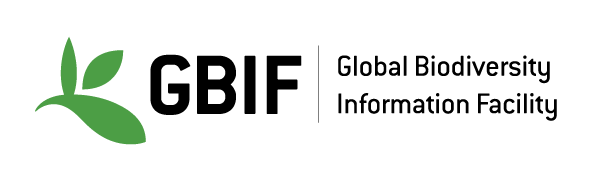 GBIF
Global Biodiversity
Information Facility